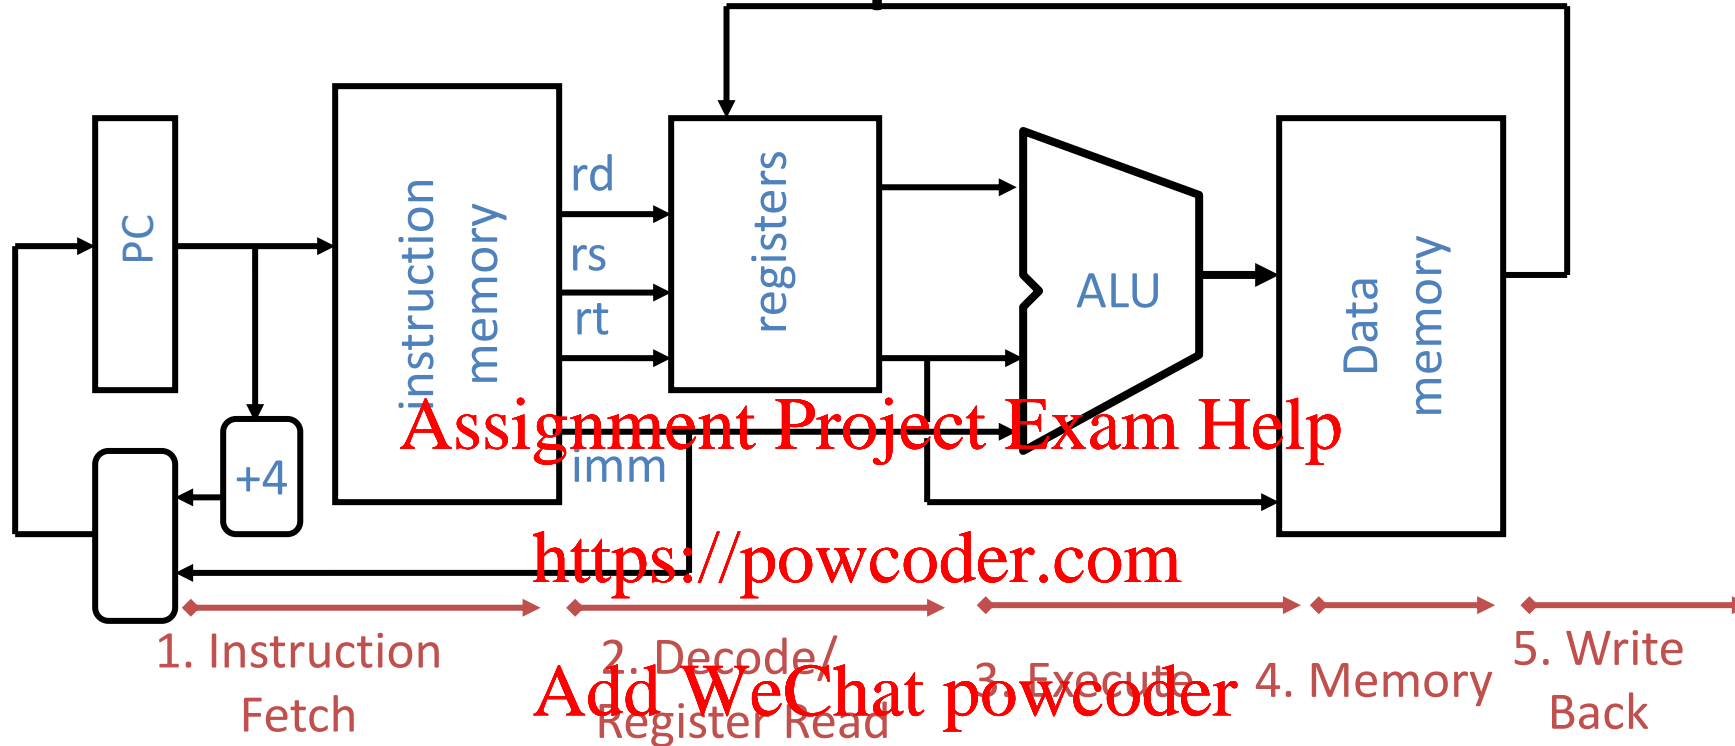 PC
+4
instruction
memory
rd
rs
rt
imm
registers
ALU
Data
memory
Assignment Project Exam Help
https://powcoder.com
Add WeChat powcoder
1. Instruction
Fetch
2. Decode/
Register Read
3. Execute
4. Memory
5. Write
Back